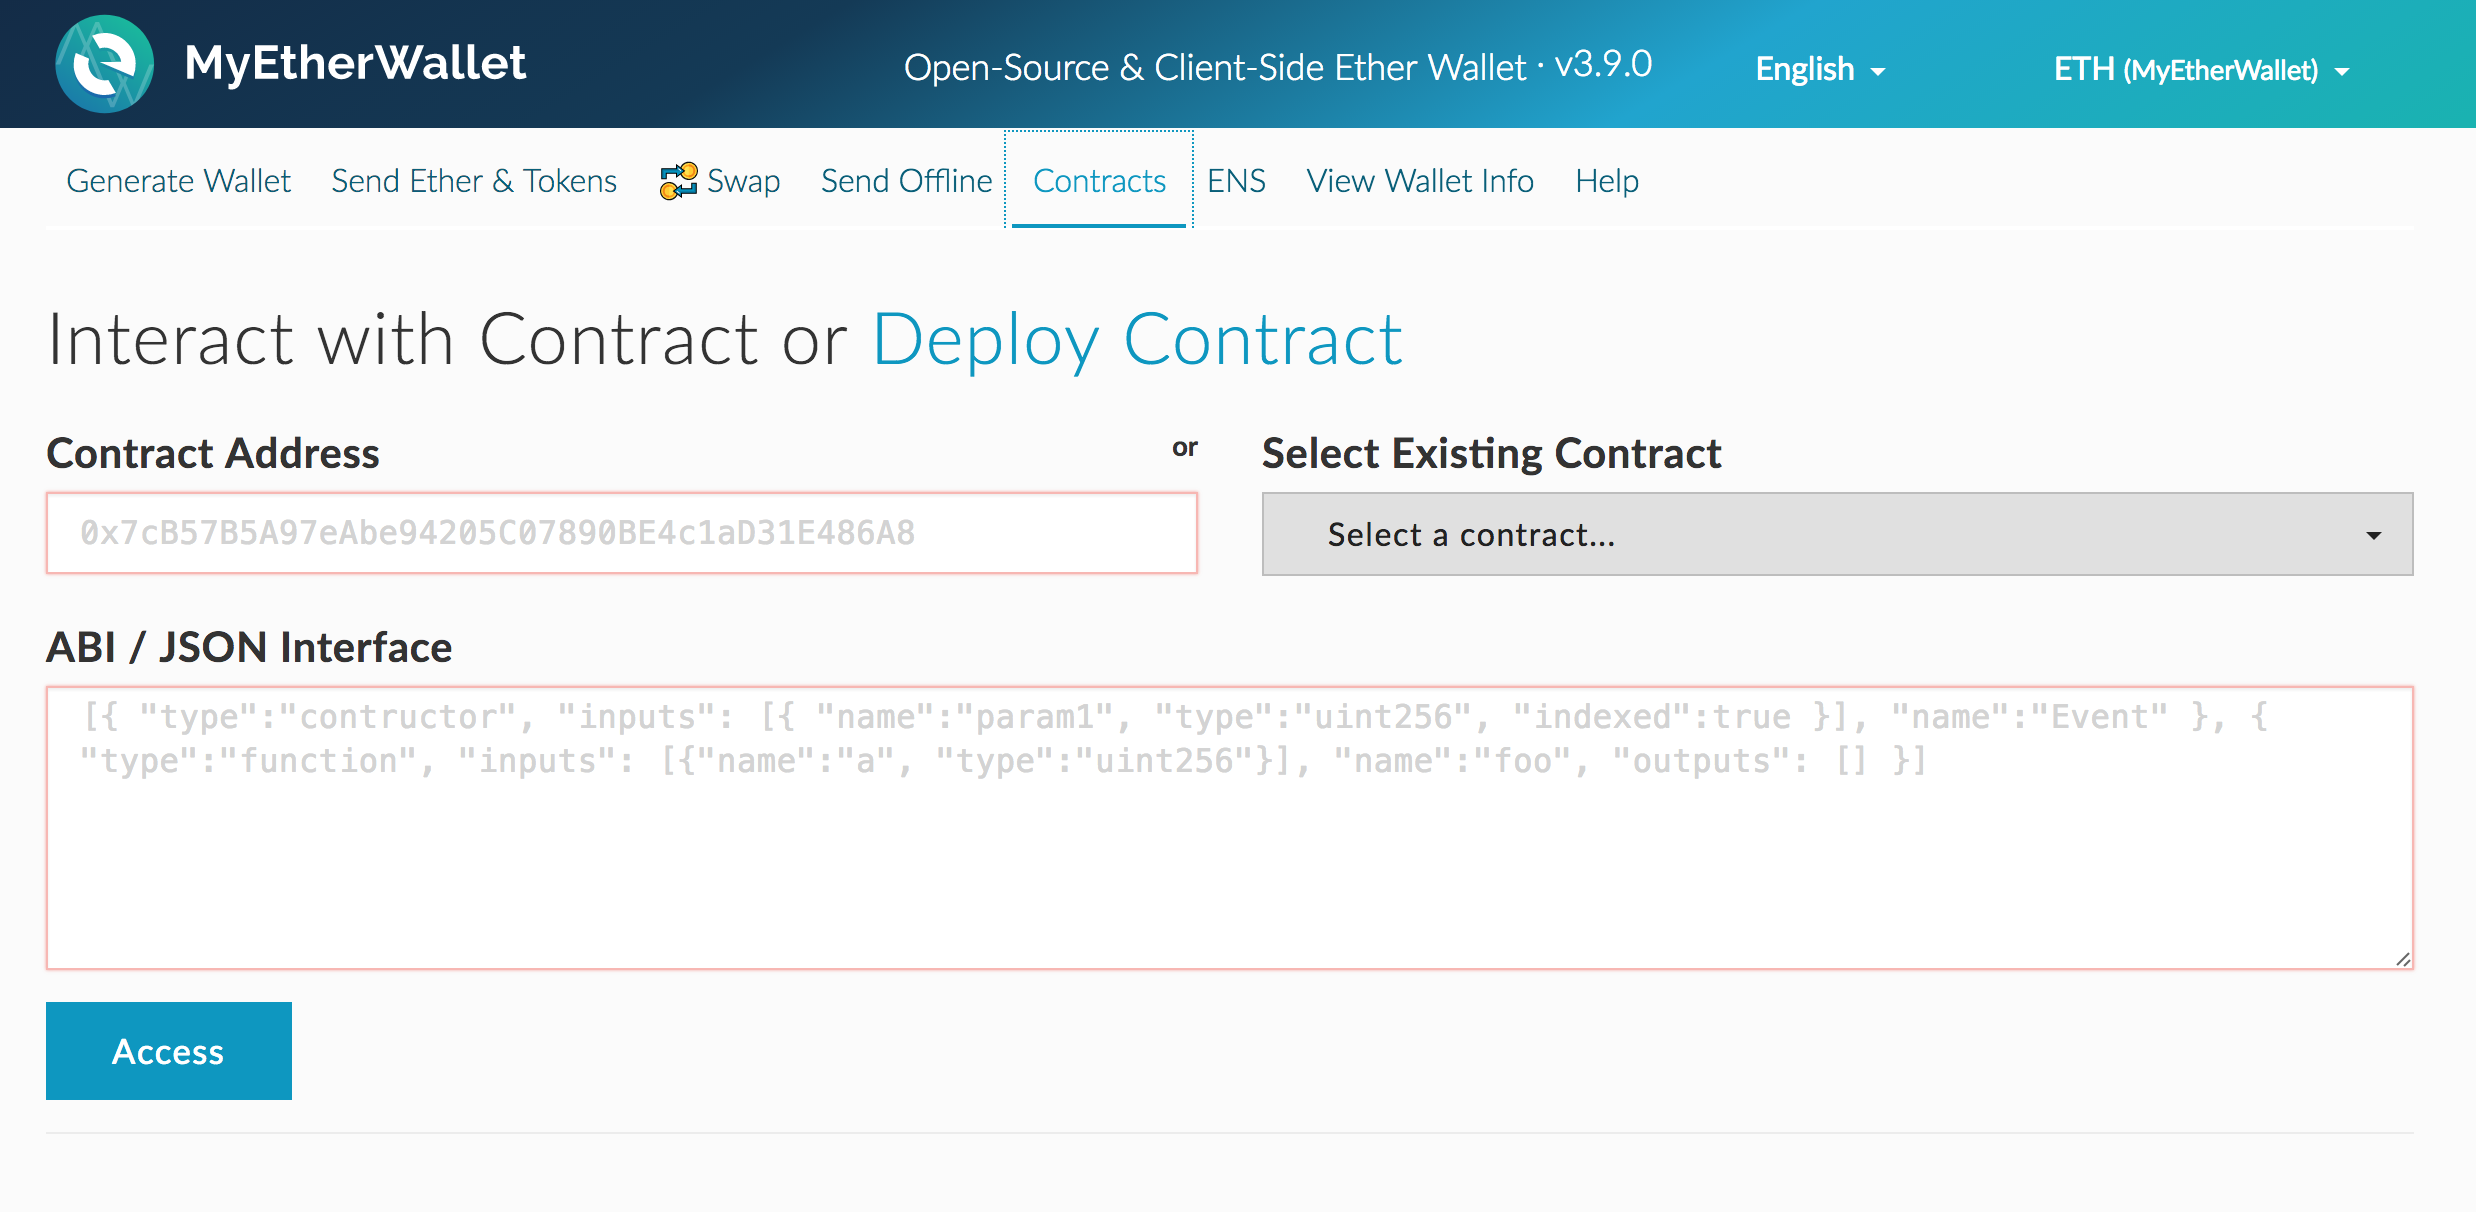 MyEtherWallet
Open-Source & Client-Side Ether Wallet · v3.9.0
English
ETH (MyEtherWallet)
Generate Wallet
Send Ether & Tokens
Swap
Send Offline
Contracts
ENS
View Wallet Info
Help
Interact with Contract or Deploy Contract
Contract Address
or
Select Existing Contract
0x7cB57B5A97eAbe94205C07890BE4c1aD31E486A8
Select a contract...
ABI / JSON Interface
[{ "type":"contructor", "inputs": [{ "name":"param1", "type":"uint256", "indexed":true }], "name":"Event" }, {
"type":"function", "inputs": [{"name":"a", "type":"uint256"}], "name":"foo", "outputs": [] }]
Access